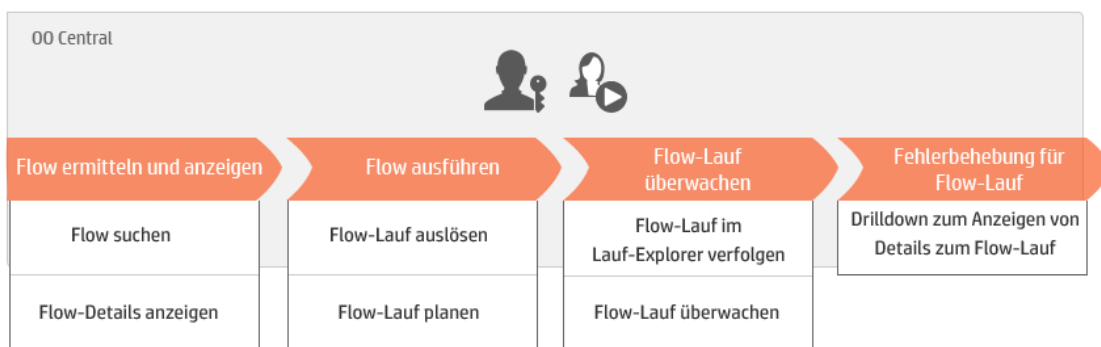 OO Central
Flow ermitteln und anzeigen
Flow ausführen
Flow-Lauf
überwachen
Fehlerbehebung für
Flow-Lauf
Flow suchen
Flow-Lauf auslösen
Flow-Lauf im
Lauf-Explorer verfolgen
Drilldown zum Anzeigen von
Details zum Flow-Lauf
Flow-Details anzeigen
Flow-Lauf planen
Flow-Lauf überwachen